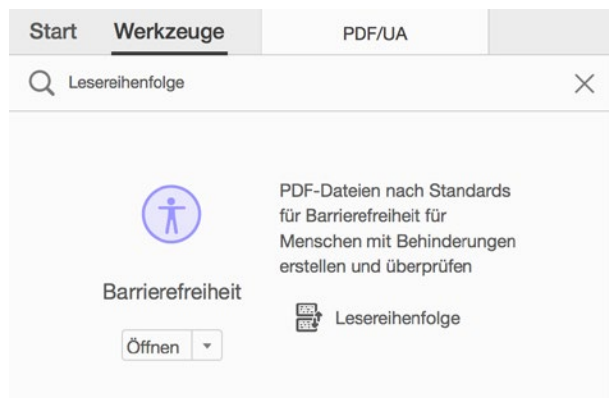 Start Werkzeuge PDF/UA
Lesereihenfolge
Barrierefreiheit
Öffnen
PDF-Dateien nach Standards
für Barrierefreiheit für
Menschen mit Behinderungen
erstellen und überprüfen
Lesereihenfolge